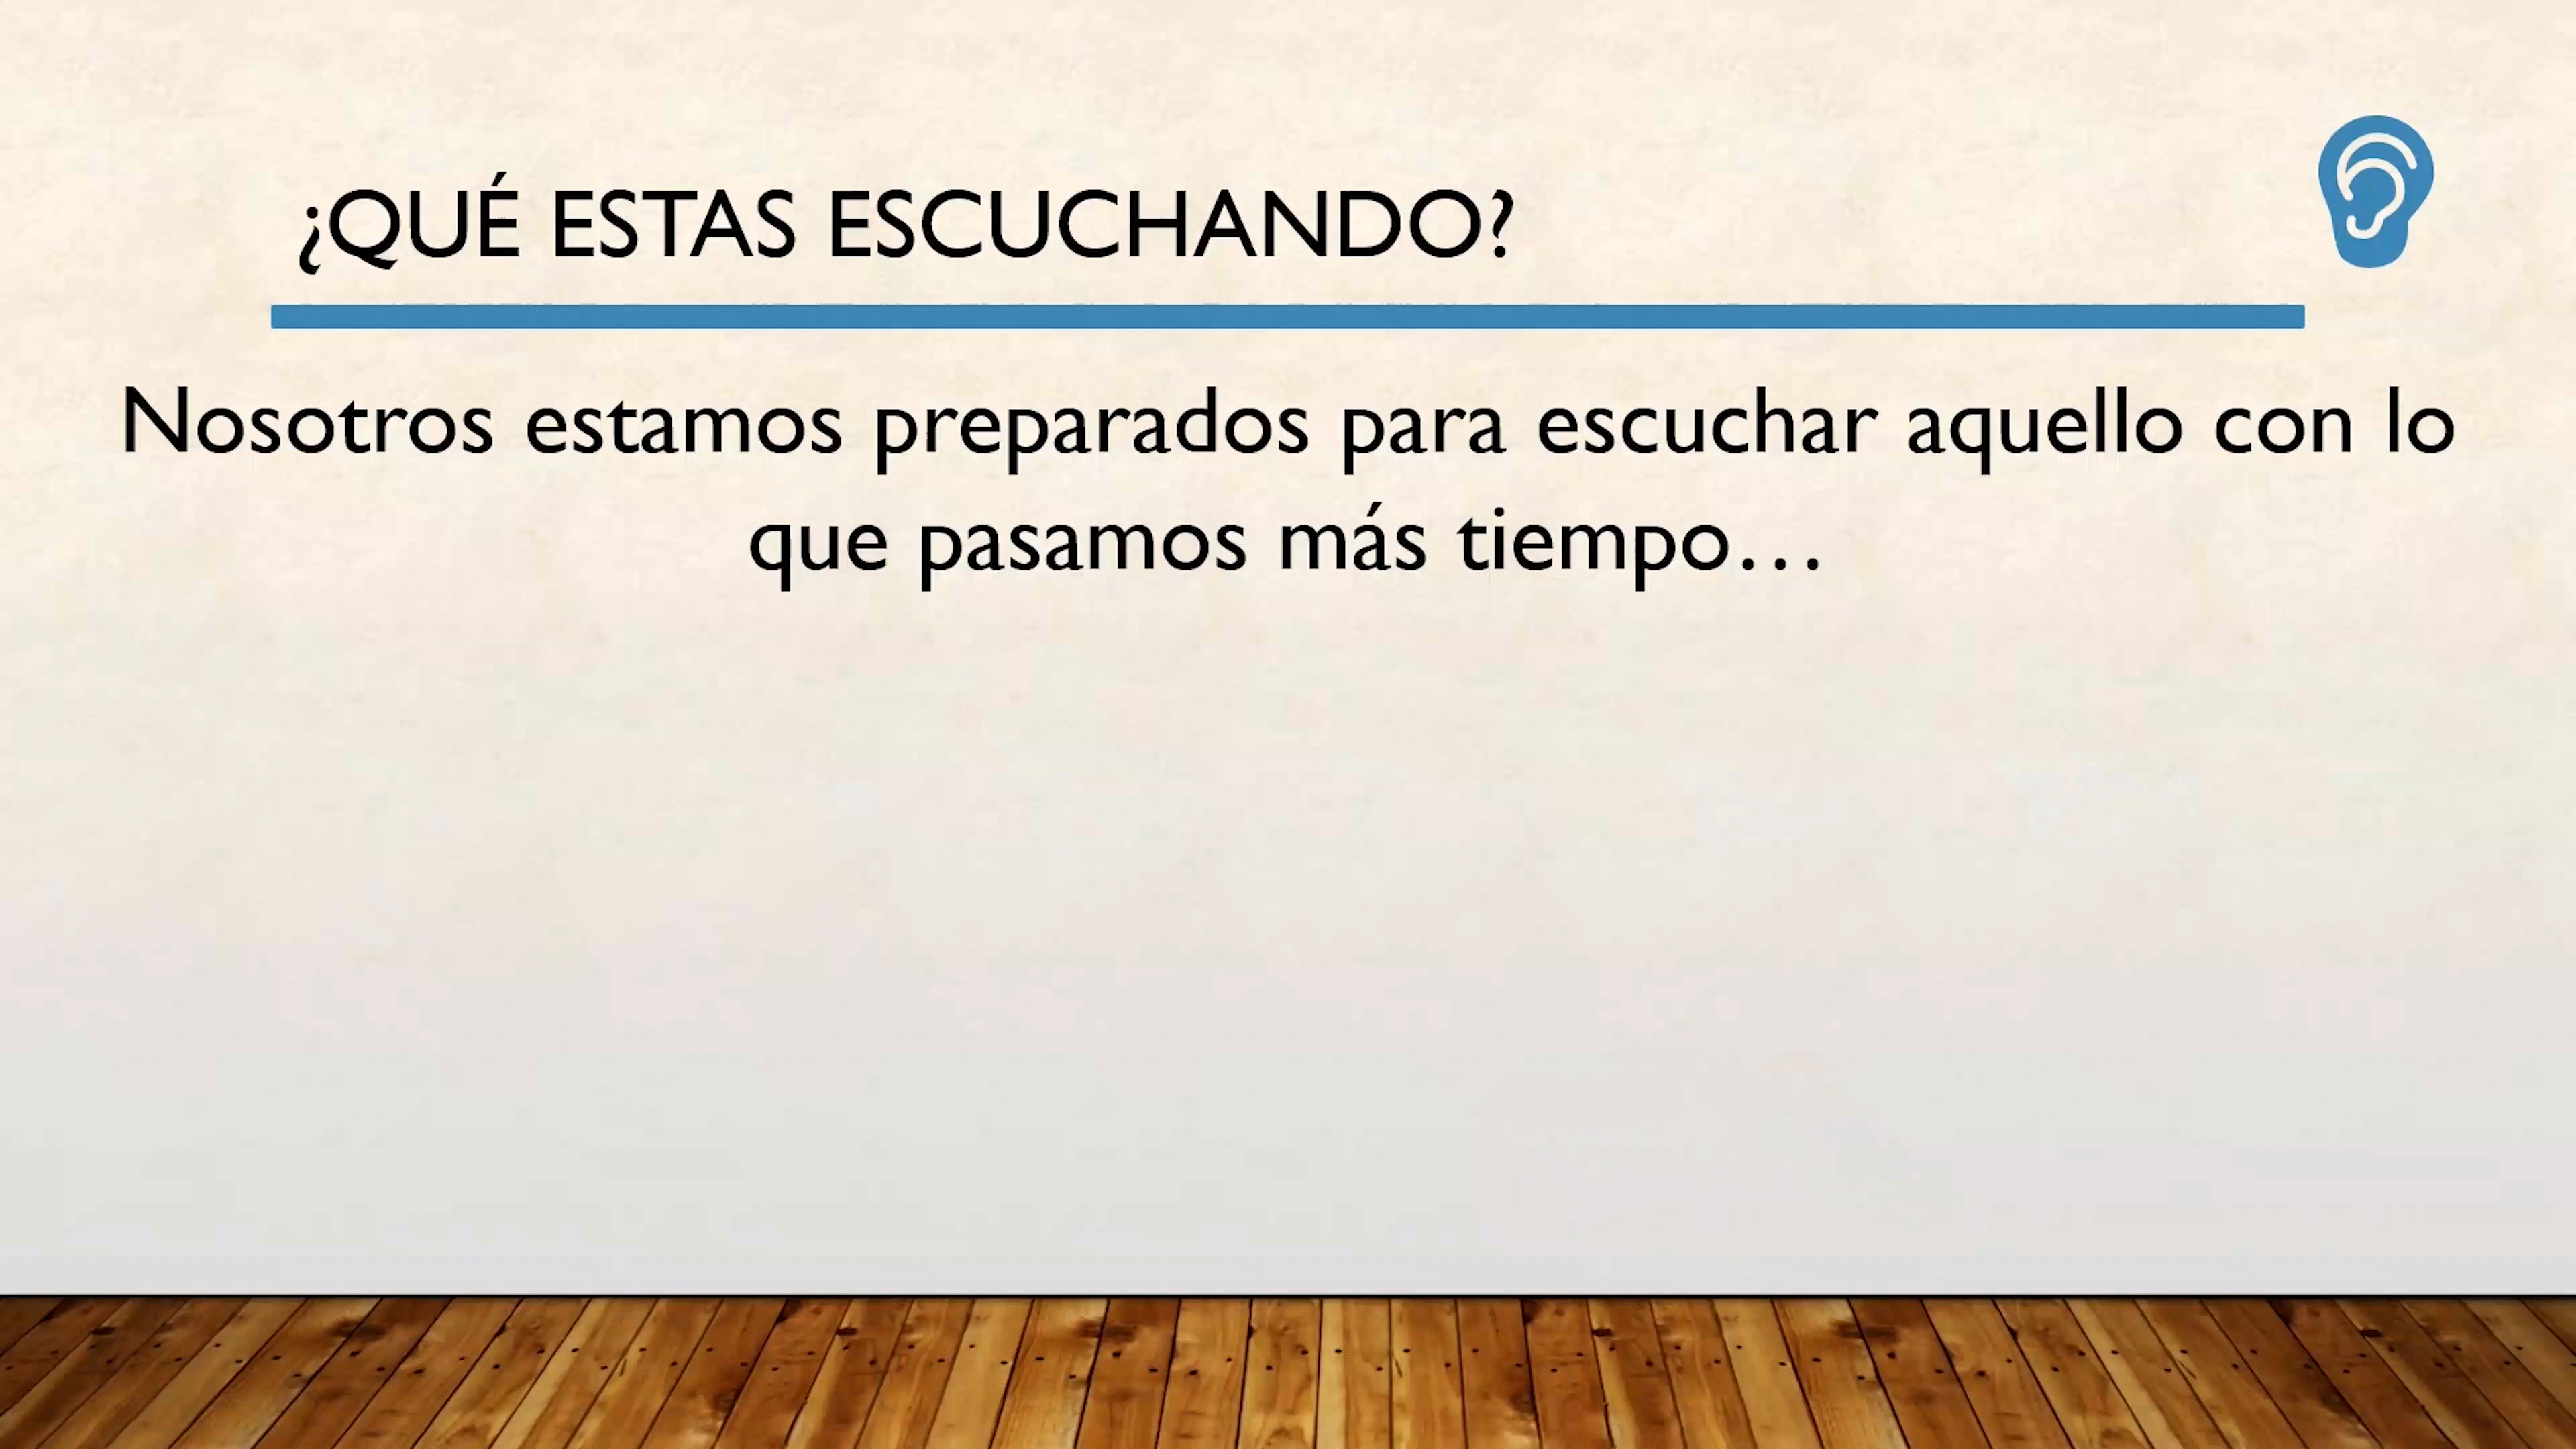 ¿QUÉ ESTAS ESCUCHANDO?
Nosotros estamos preparados para escuchar aquello con lo
que pasamos más tiempo…